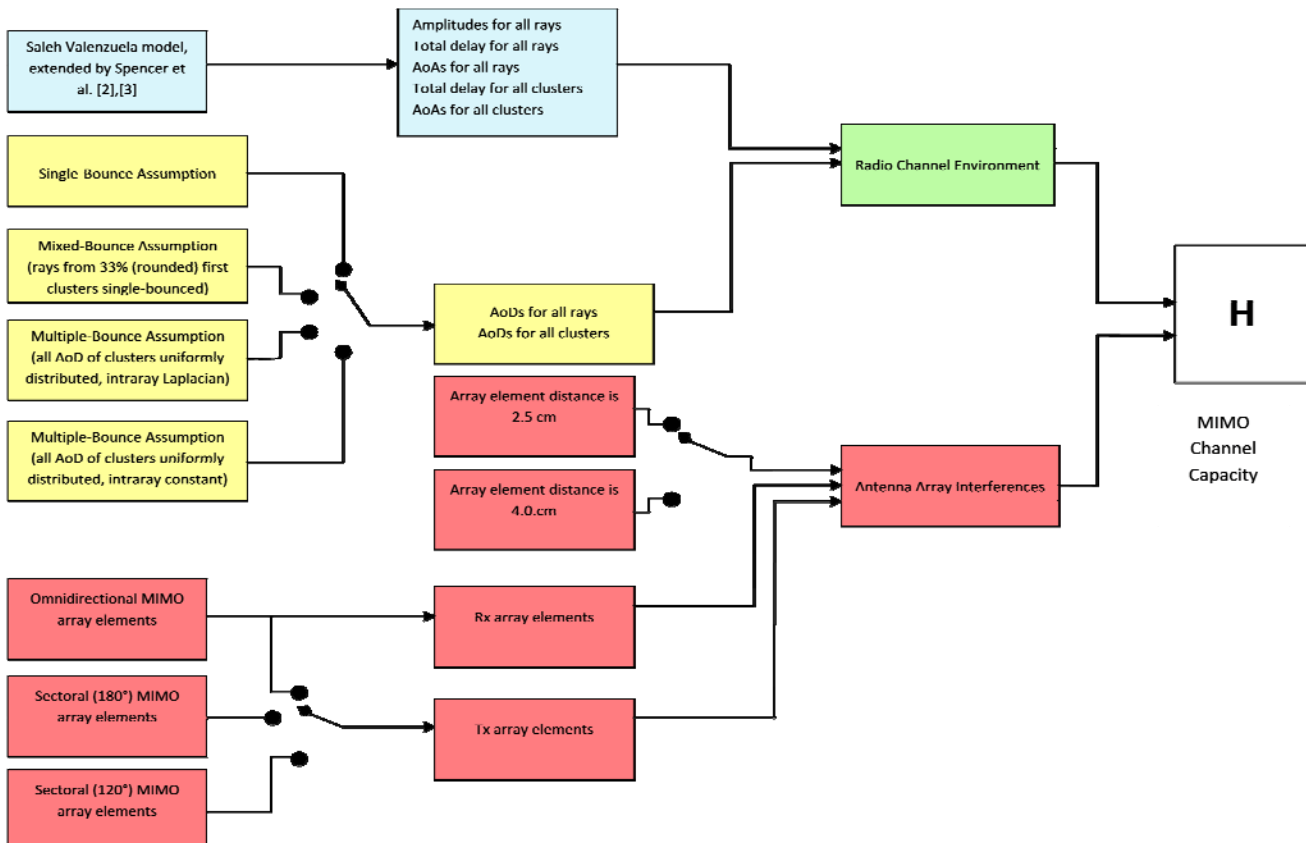 Saleh Valenzuela model,
extended by Spencer et
al. [2],[3]
Amplitudes for all rays
Total delay for all rays
AoAs for all rays
Total delay for all clusters
AoAs for all clusters
Single-Bounce Assumption
Mixed-Bounce Assumption
(rays from 33% (rounded) first
clusters single-bounced)
Multiple-Bounce Assumption
(all AoD of clusters uniformly
distributed, intraray Laplacian)
Multiple-Bounce Assumption
(all AoD of clusters uniformly
distributed, intraray constant)
AoDs for all rays
AoDs for all clusters
Radio Channel Environment
H
MIMO
Channel
Capacity
Array element distance is
2.5 cm
Array element distance is
4.0.cm
Antenna Array Interferences
Omnidirectional MIMO
array elements
Sectoral (180°) MIMO
array elements
Sectoral (120°) MIMO
array elements
Rx array elements
Tx array elements